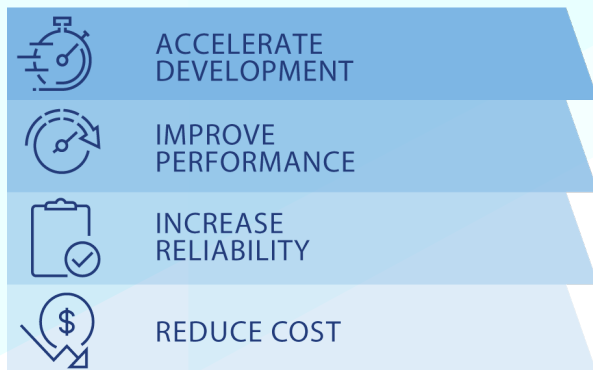 ACCELERATE
DEVELOPMENT
IMPROVE
PERFORMANCE
INCREASE
RELIABILITY
$
REDUCE COST